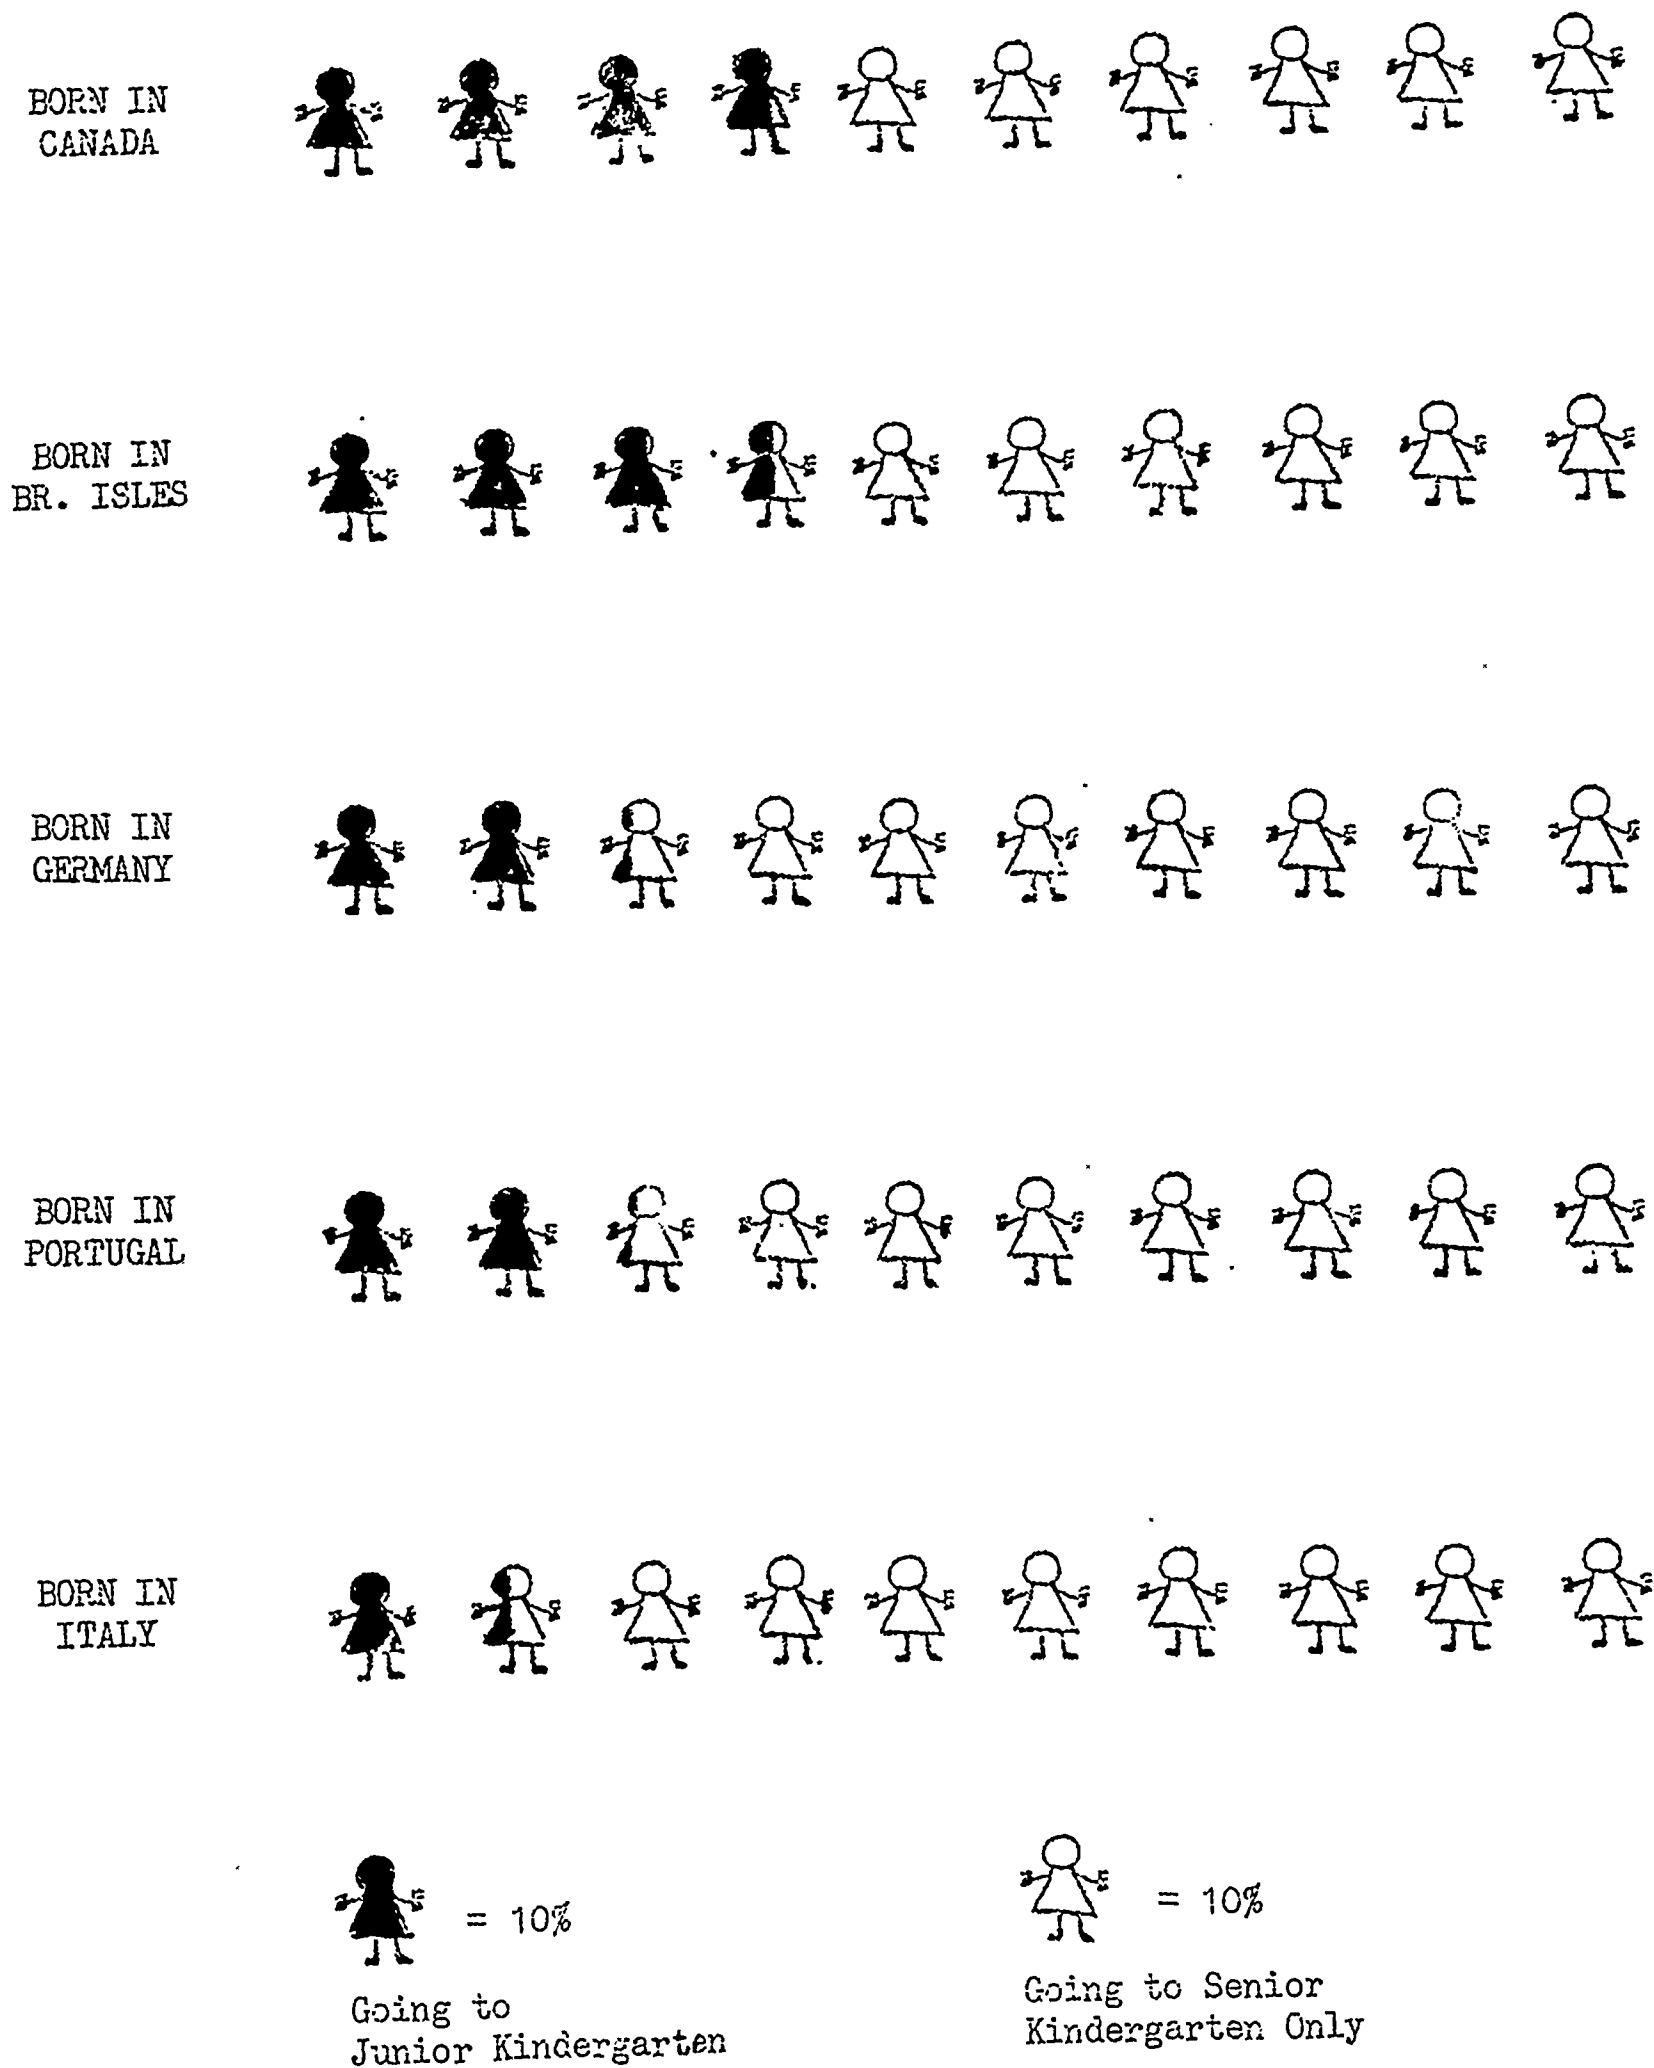 BORN IN
CANADA
BORN IN
BR. ISLES
BORN IN
GERMANY
BORN IN
PORTUGAL
BORN IN
ITALY
= 10%
= 10%
Going to
Junior Kindergarten
Going to Senior
Kindergarten Only